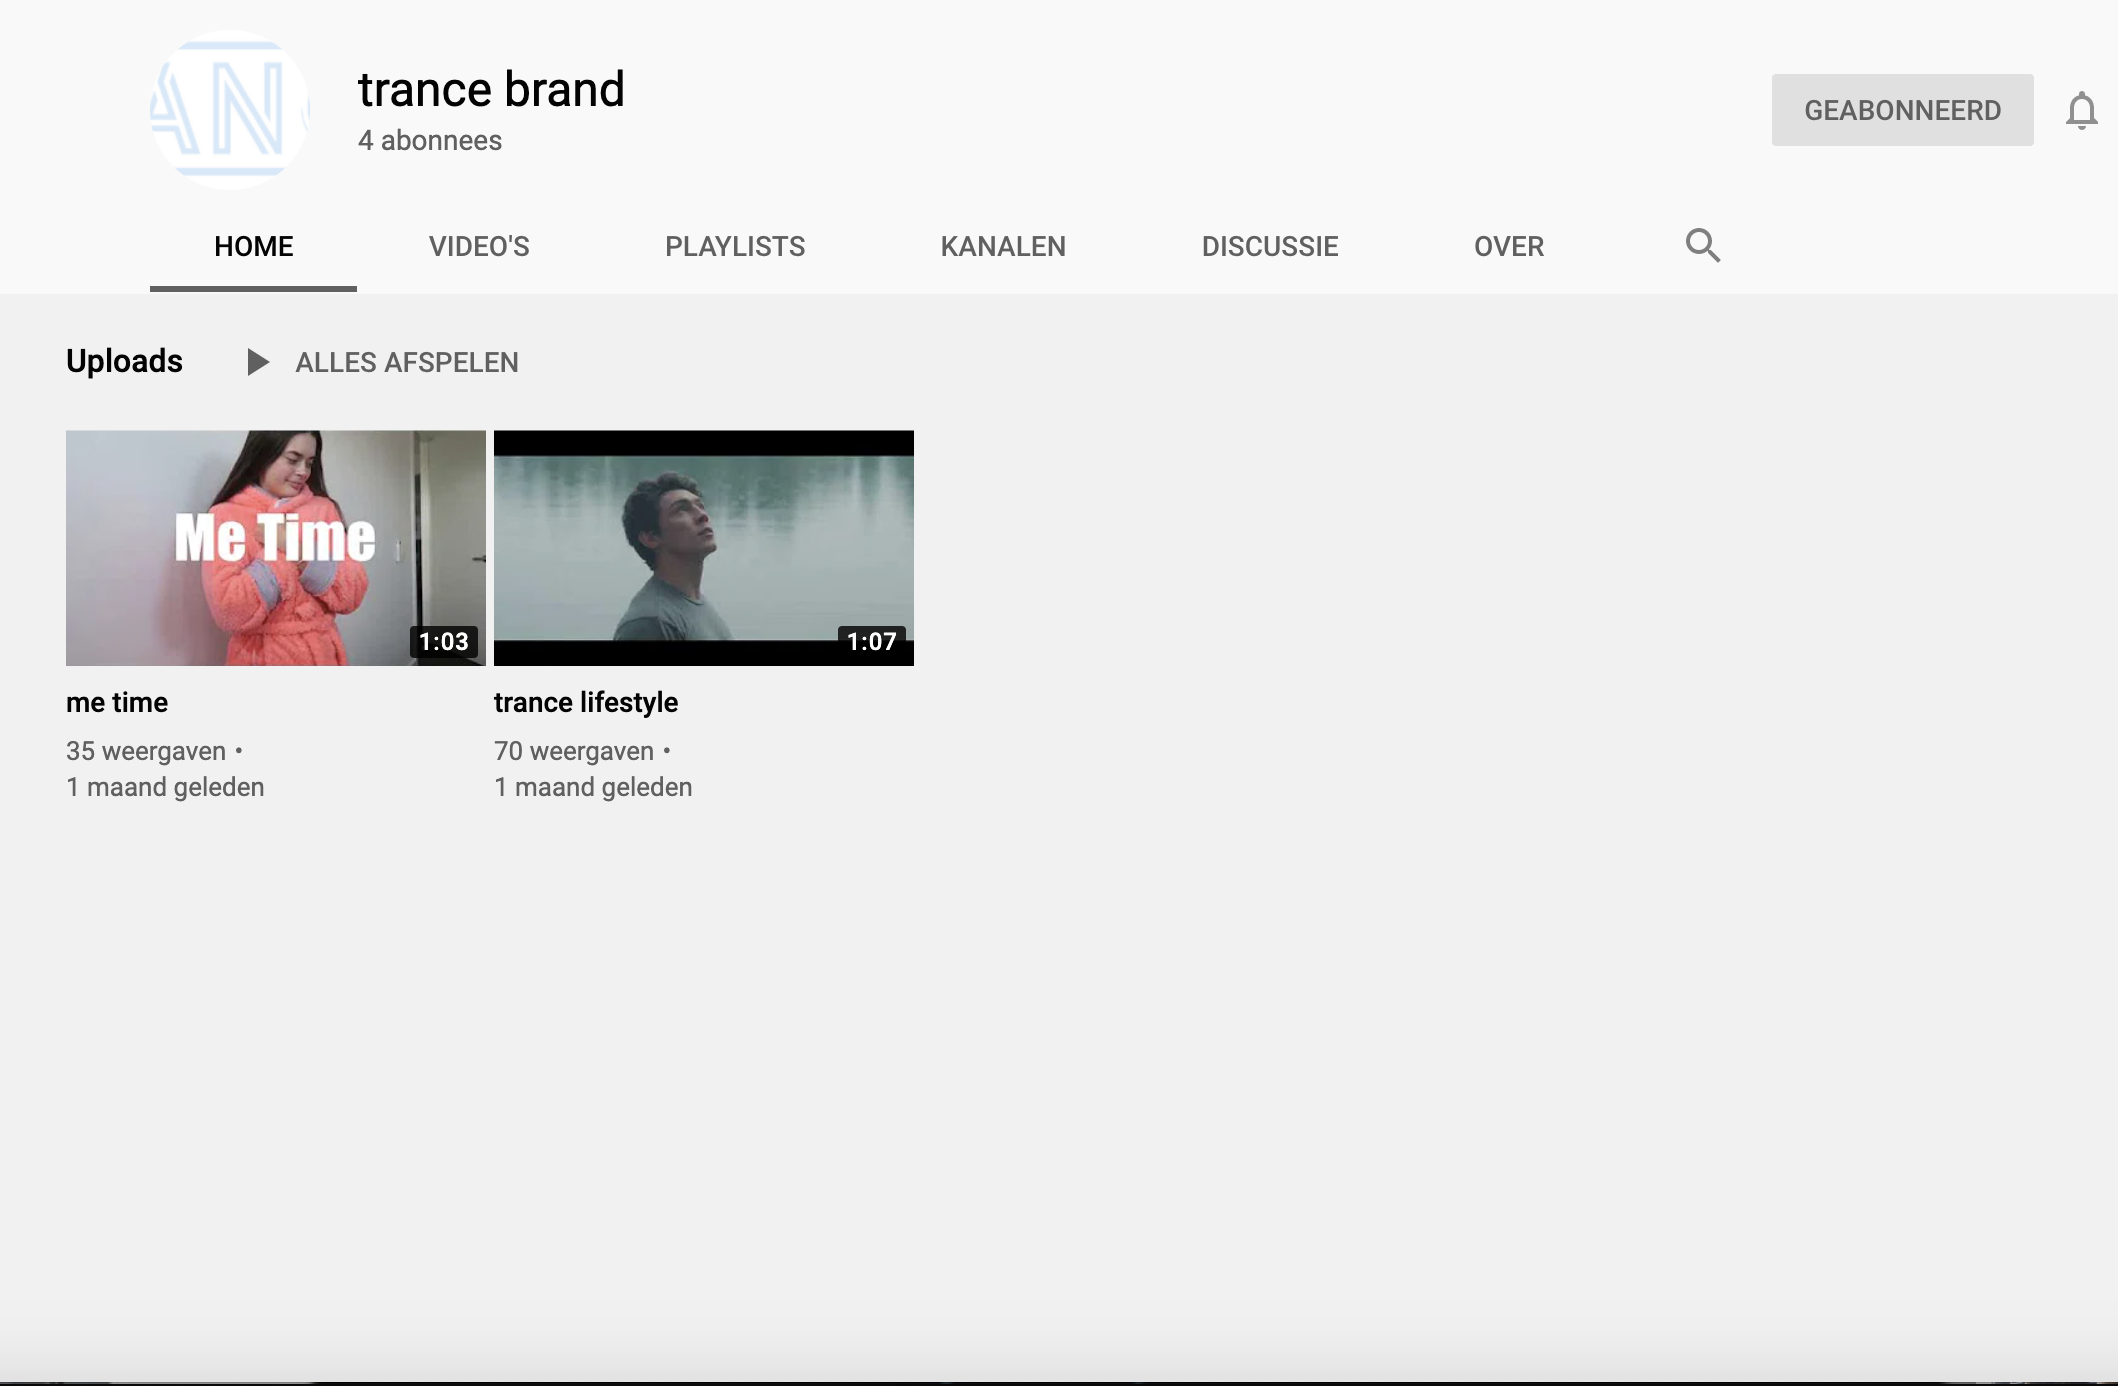 AN
trance brand
4 abonnees
GEABONNEERD
HOME
VIDEO'S
PLAYLISTS
KANALEN
DISCUSSIE
OVER
Uploads
ALLES AFSPELEN
Me Time
1:03
1:07
me time
35 weergaven •
1 maand geleden
trance lifestyle
70 weergaven •
1 maand geleden